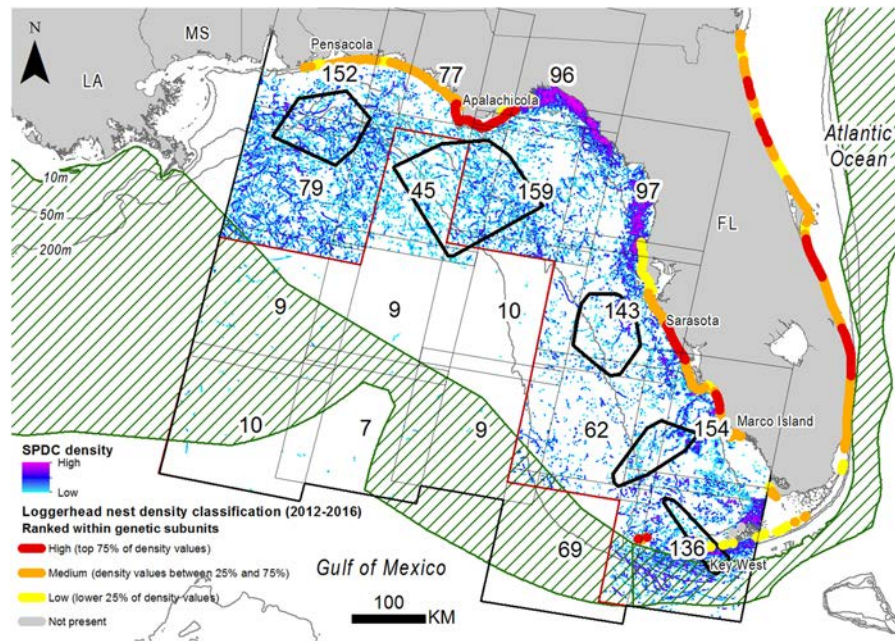 N
MS
LA
Pensacola
152
77
96
Apalachicola
Atlantic
Ocean
10m
50m
200m
79
45
159
97
FL
9
9
10
143
Sarasota
10
7
9
62
154
Marco Island
SPDC density
High
Low
Loggerhead nest density classification (2012-2016)
Ranked within genetic subunits
High (top 75% of density values)
Medium (density values between 25% and 75%)
Low (lower 25% of density values)
Not present
69
136
Key West
Gulf of Mexico
100
KM